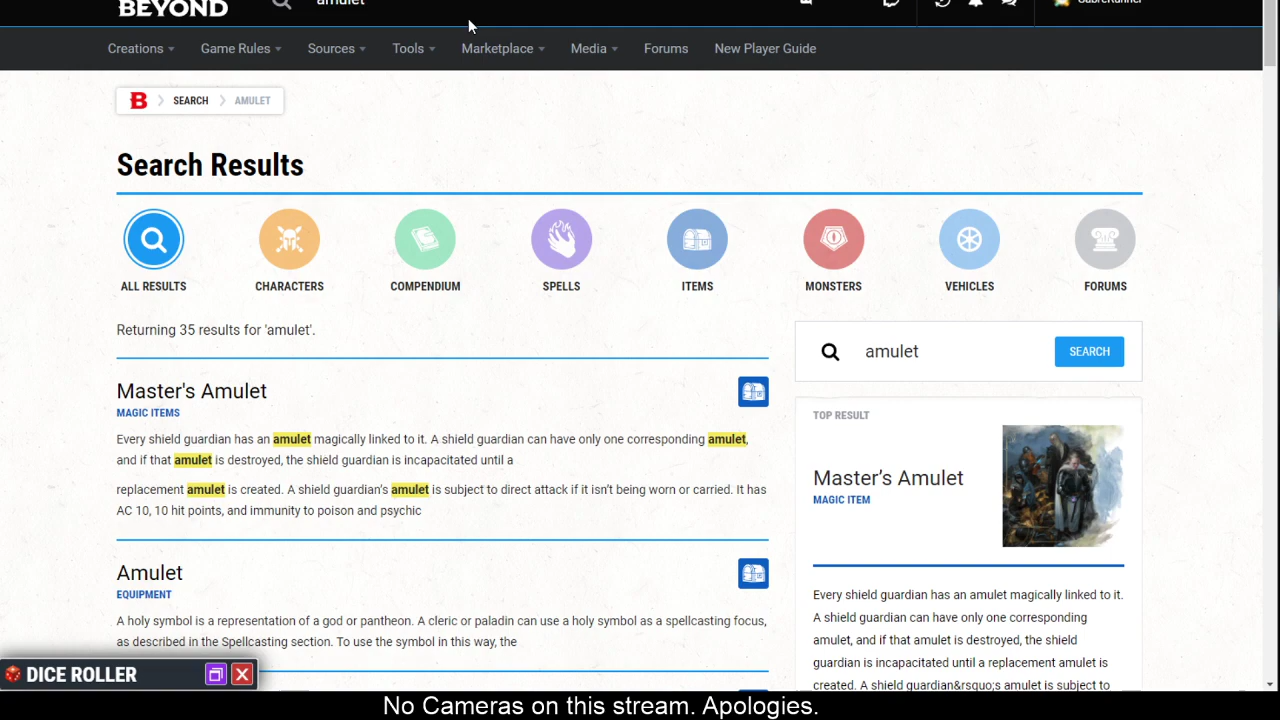 BEYOND
amulet
Creations
Game Rules
Sources
Tools
Marketplace
Media
Forums
New Player Guide
B
SEARCH
AMULET
Search Results
ALL RESULTS
CHARACTERS
COMPENDIUM
SPELLS
ITEMS
MONSTERS
VEHICLES
FORUMS
Returning 35 results for 'amulet'.
Master's Amulet
MAGIC ITEMS
Every shield guardian has an amulet magically linked to it. A shield guardian can have only one corresponding amulet,
and if that amulet is destroyed, the shield guardian is incapacitated until a
replacement amulet is created. A shield guardian's amulet is subject to direct attack if it isn't being worn or carried. It has
AC 10, 10 hit points, and immunity to poison and psychic
Amulet
EQUIPMENT
A holy symbol is a representation of a god or pantheon. A cleric or paladin can use a holy symbol as a spellcasting focus,
as described in the Spellcasting section. To use the symbol in this way, the
amulet
SEARCH
TOP RESULT
Master's Amulet
MAGIC ITEM
Every shield guardian has an amulet magically linked to it.
A shield guardian can have only one corresponding
amulet, and if that amulet is destroyed, the shield
guardian is incapacitated until a replacement amulet is
created. A shield guardian&rsquo;s amulet is subject to
DICE ROLLER
No Cameras on this stream. Apologies.